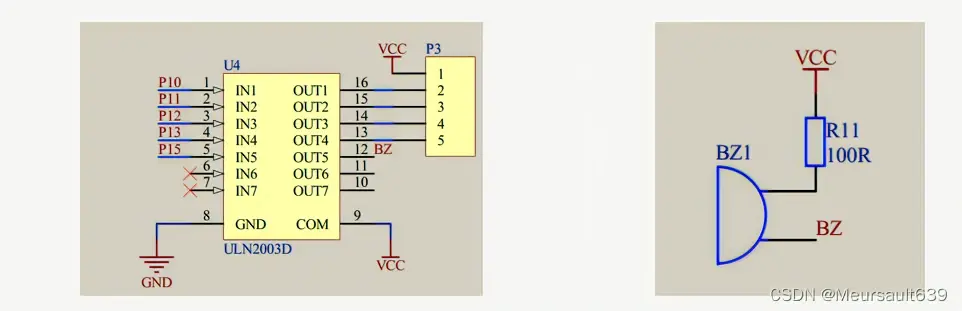 VCC P3
U4
P10 1 IN1 OUT1 16 1
P11 2 IN2 OUT2 15 2
P12 3 IN3 OUT3 14 3
P13 4 IN4 OUT4 13 4
P15 5 IN5 OUT5 12 BZ 5
6 IN6 OUT6 11
7 IN7 OUT7 10
8 GND COM 9
ULN2003D
GND
VCC
VCC
R11
100R
BZ1
BZ
CSDN @Meursault639